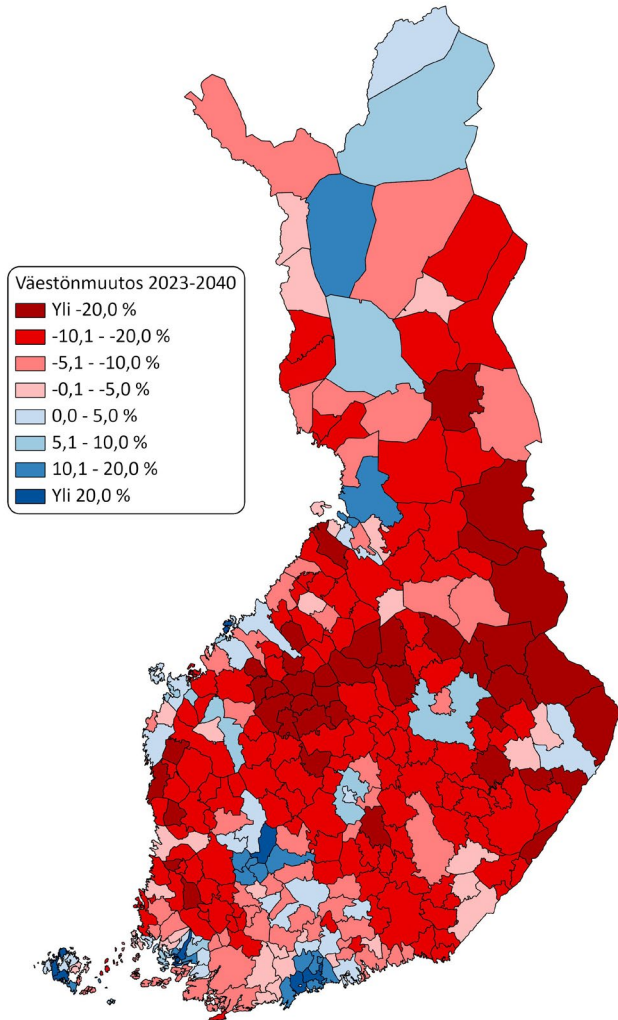 Väestönmuutos 2023-2040
Yli -20,0 %
-10,1 - -20,0 %
-5,1 - -10,0 %
-0,1 - -5,0 %
0,0 - 5,0 %
5,1 - 10,0 %
10,1 - 20,0 %
Yli 20,0 %